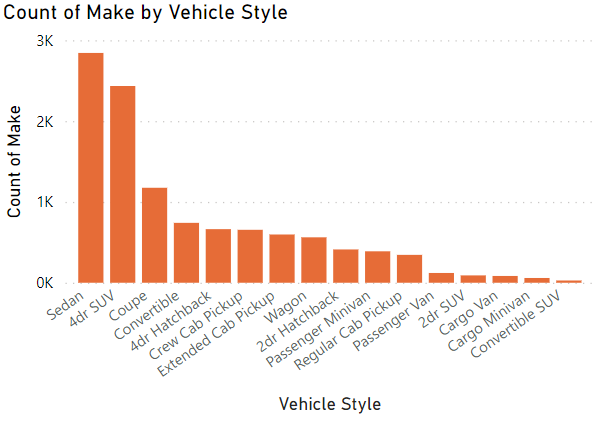 Count of Make by Vehicle Style
3K
2K
1K
0K
Count of Make
Sedan
4dr SUV
Coupe
Convertible
4dr Hatchback
Crew Cab Pickup
Extended Cab Pickup
Wagon
2dr Hatchback
Passenger Minivan
Regular Cab Pickup
Passenger Van
2dr SUV
Cargo Van
Cargo Minivan
Convertible SUV
Vehicle Style